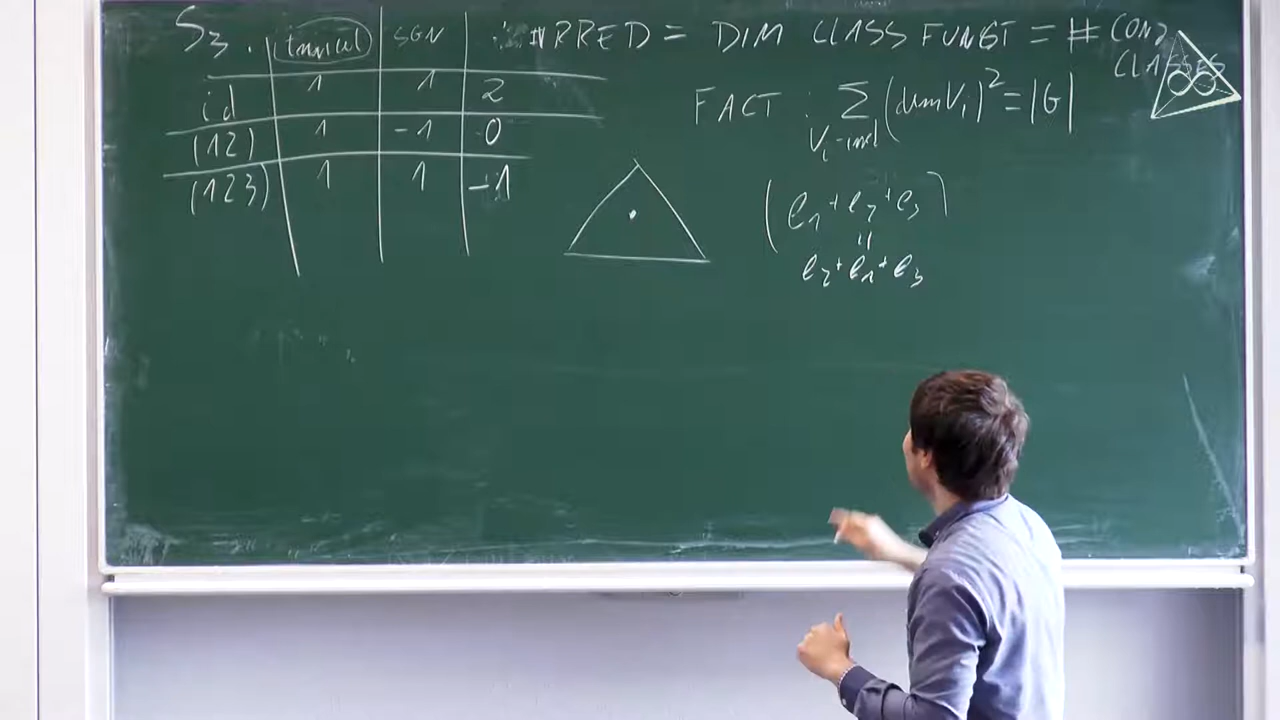 S3. trivial SGN # IRRED = DIM CLASS FUNCT = # CONJ CLASSES
id 1 1 2
(12) 1 -1 0
(123) 1 1 -1
FACT : Σ (dim Vi)² = |G|
Vi-irred
(e1+e2+e3)
=
e2+e1+e3